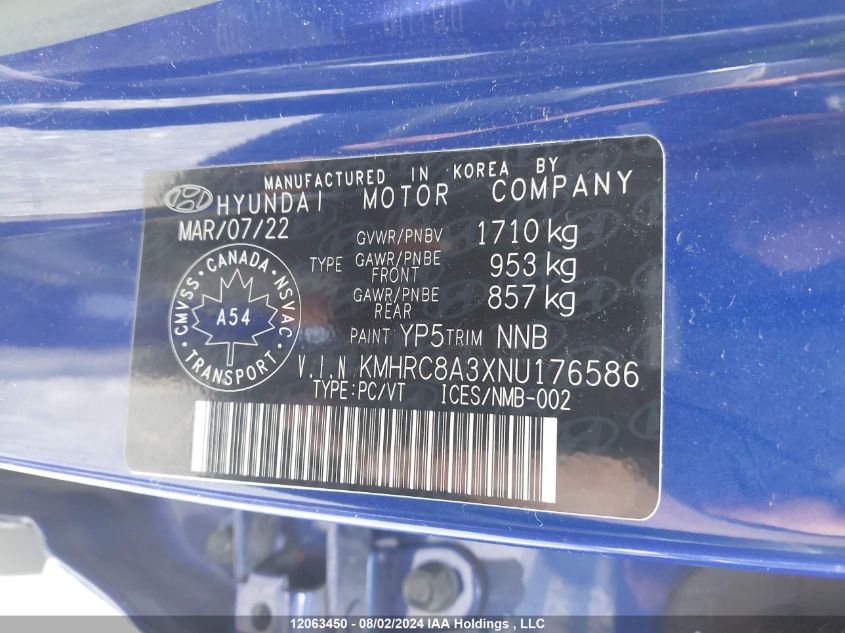 MANUFACTURED IN KOREA BY
HYUNDAI MOTOR COMPANY
MAR/07/22
GVWR/PNBV 1710 kg
TYPE GAWR/PNBE FRONT 953 kg
GAWR/PNBE REAR 857 kg
CANADA
CMVSS • NSVAC
A54
TRANSPORT
PAINT YP5 TRIM NNB
V.I.N KMHRC8A3XNU176586
TYPE:PC/VT ICES/NMB-002
12063450 - 08/02/2024 IAA Holdings , LLC